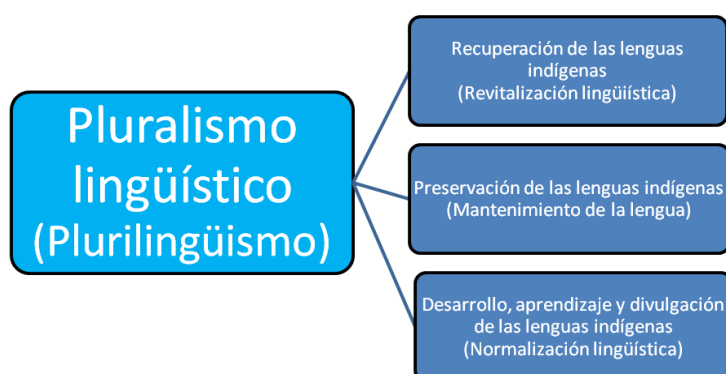 Pluralismo
lingüístico
(Plurilingüismo)
Recuperación de las lenguas
indígenas
(Revitalización lingüiística)
Preservación de las lenguas indígenas
(Mantenimiento de la lengua)
Desarrollo, aprendizaje y divulgación
de las lenguas indígenas
(Normalización lingüística)